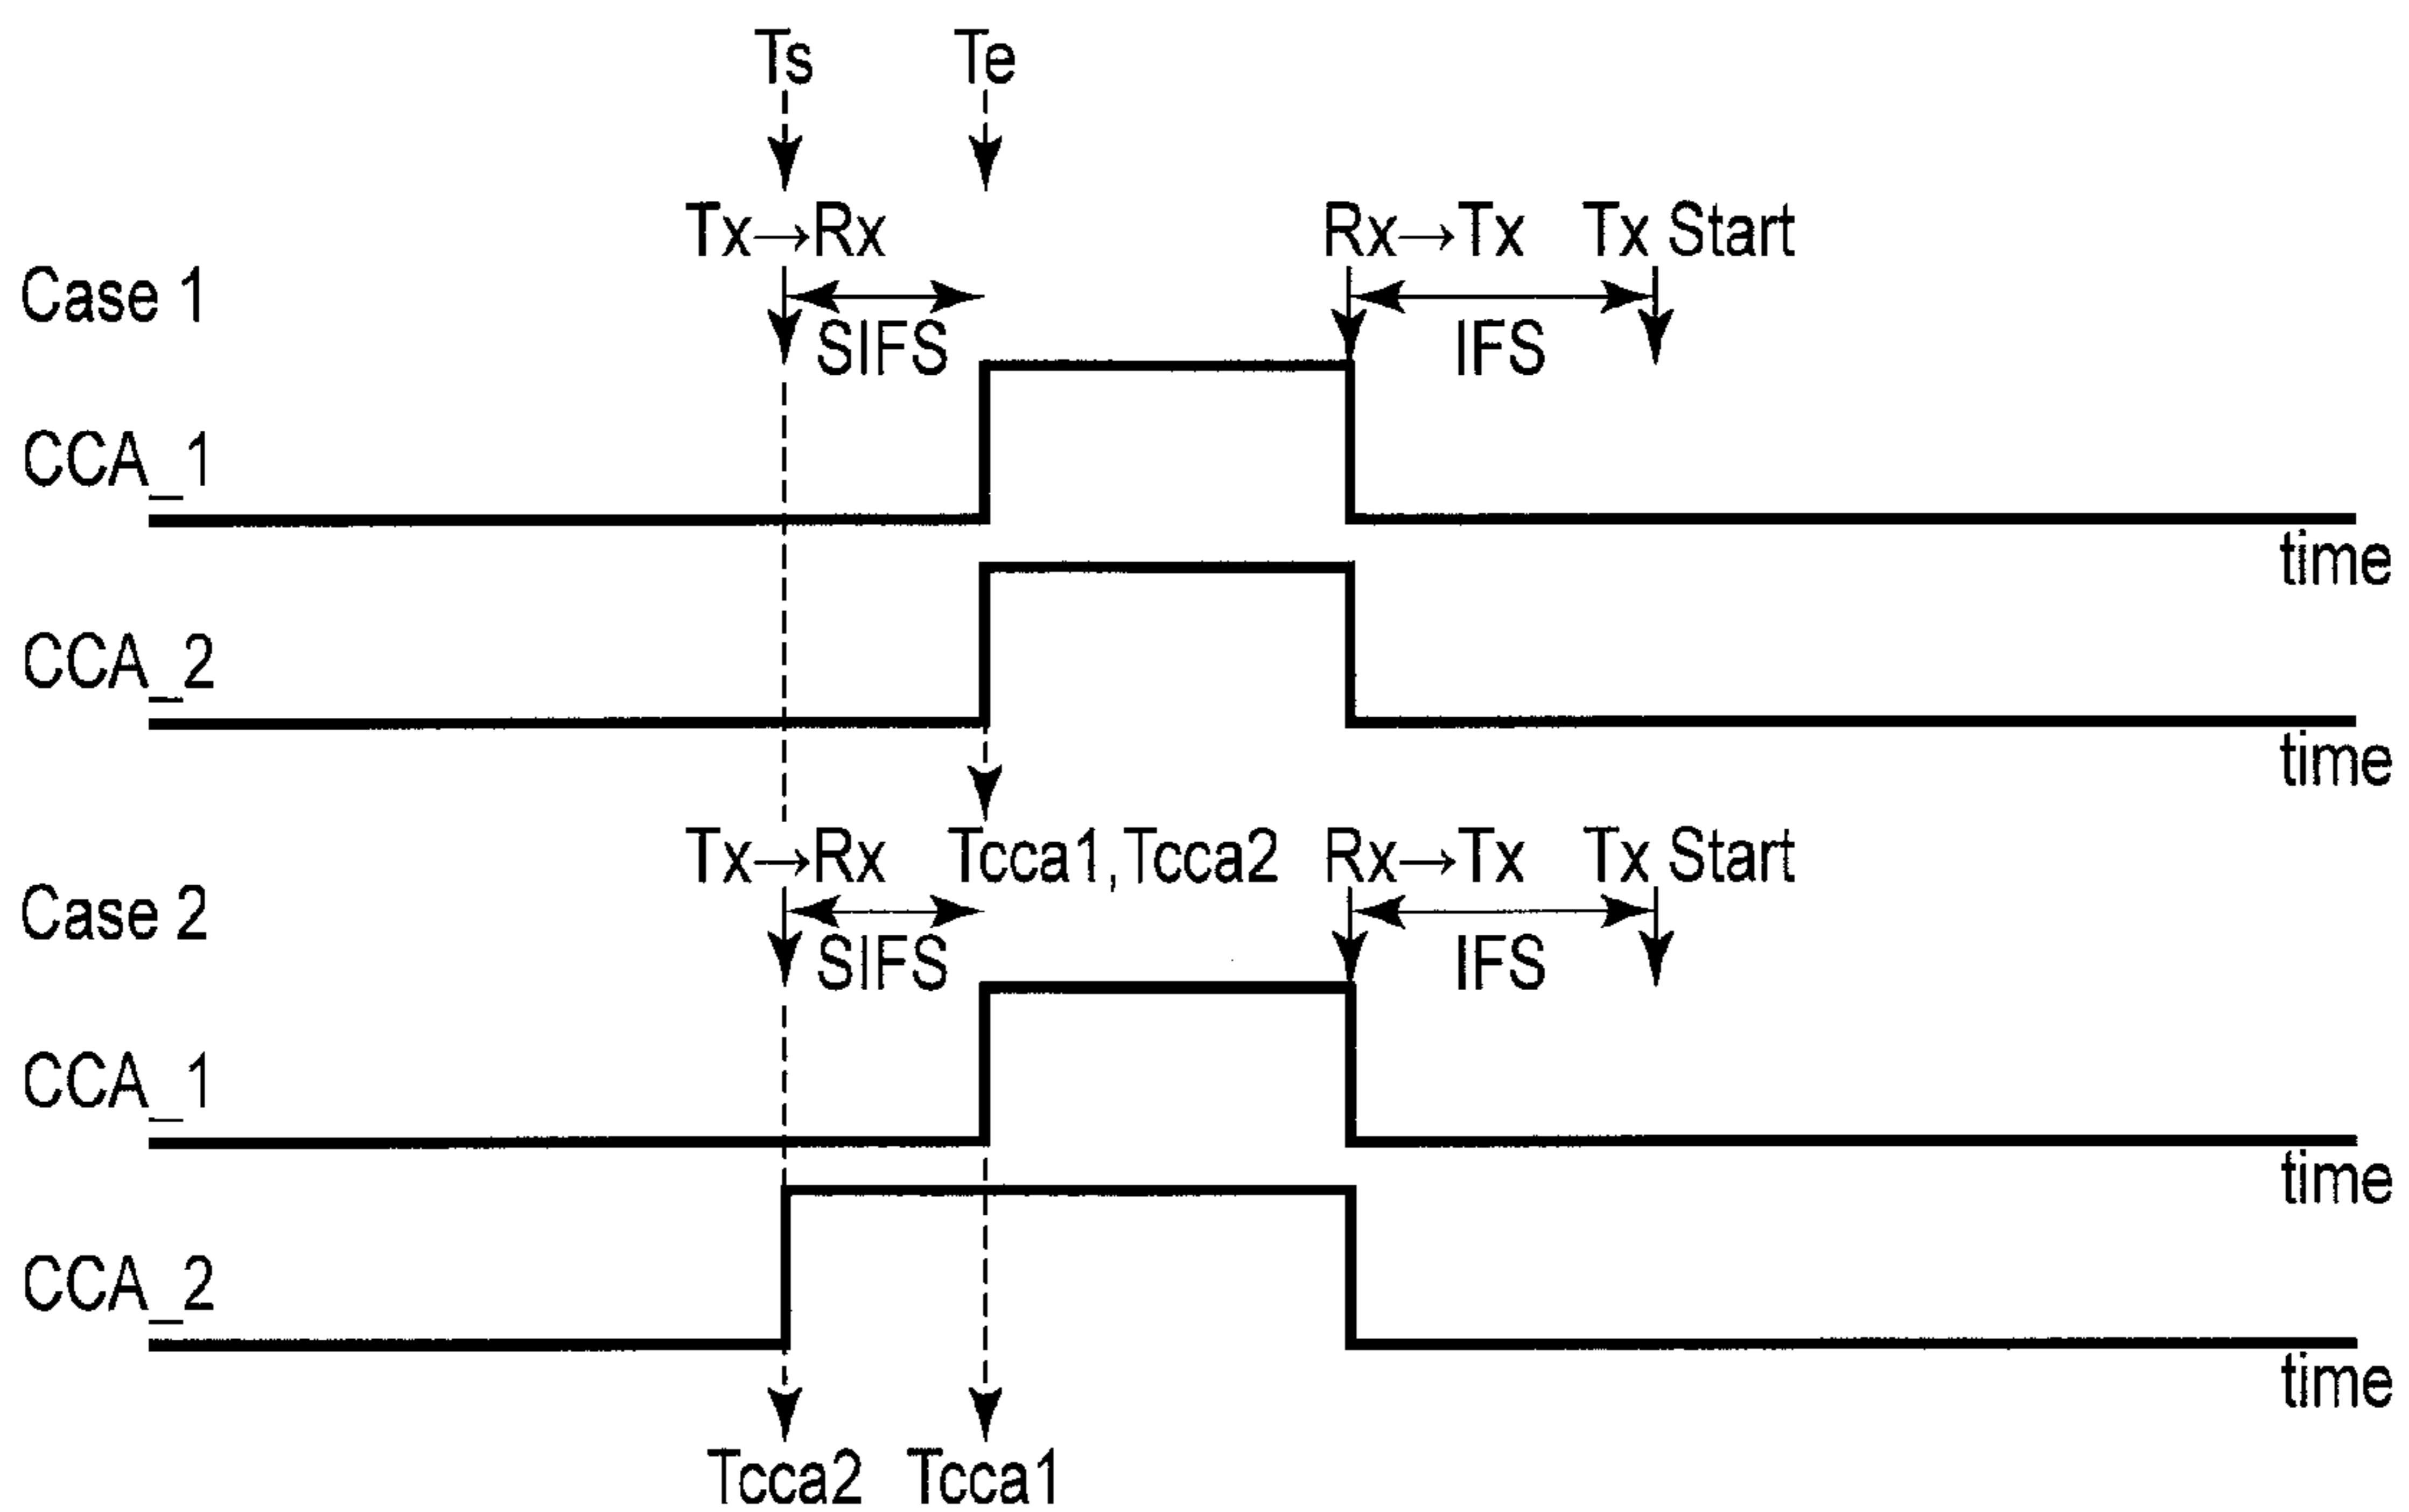 Ts Te
Tx→Rx Rx→Tx Tx Start
Case 1
SIFS IFS
CCA_1
time
CCA_2
time
Tx→Rx Tcca1,Tcca2 Rx→Tx Tx Start
Case 2
SIFS IFS
CCA_1
time
CCA_2
time
Tcca2 Tcca1